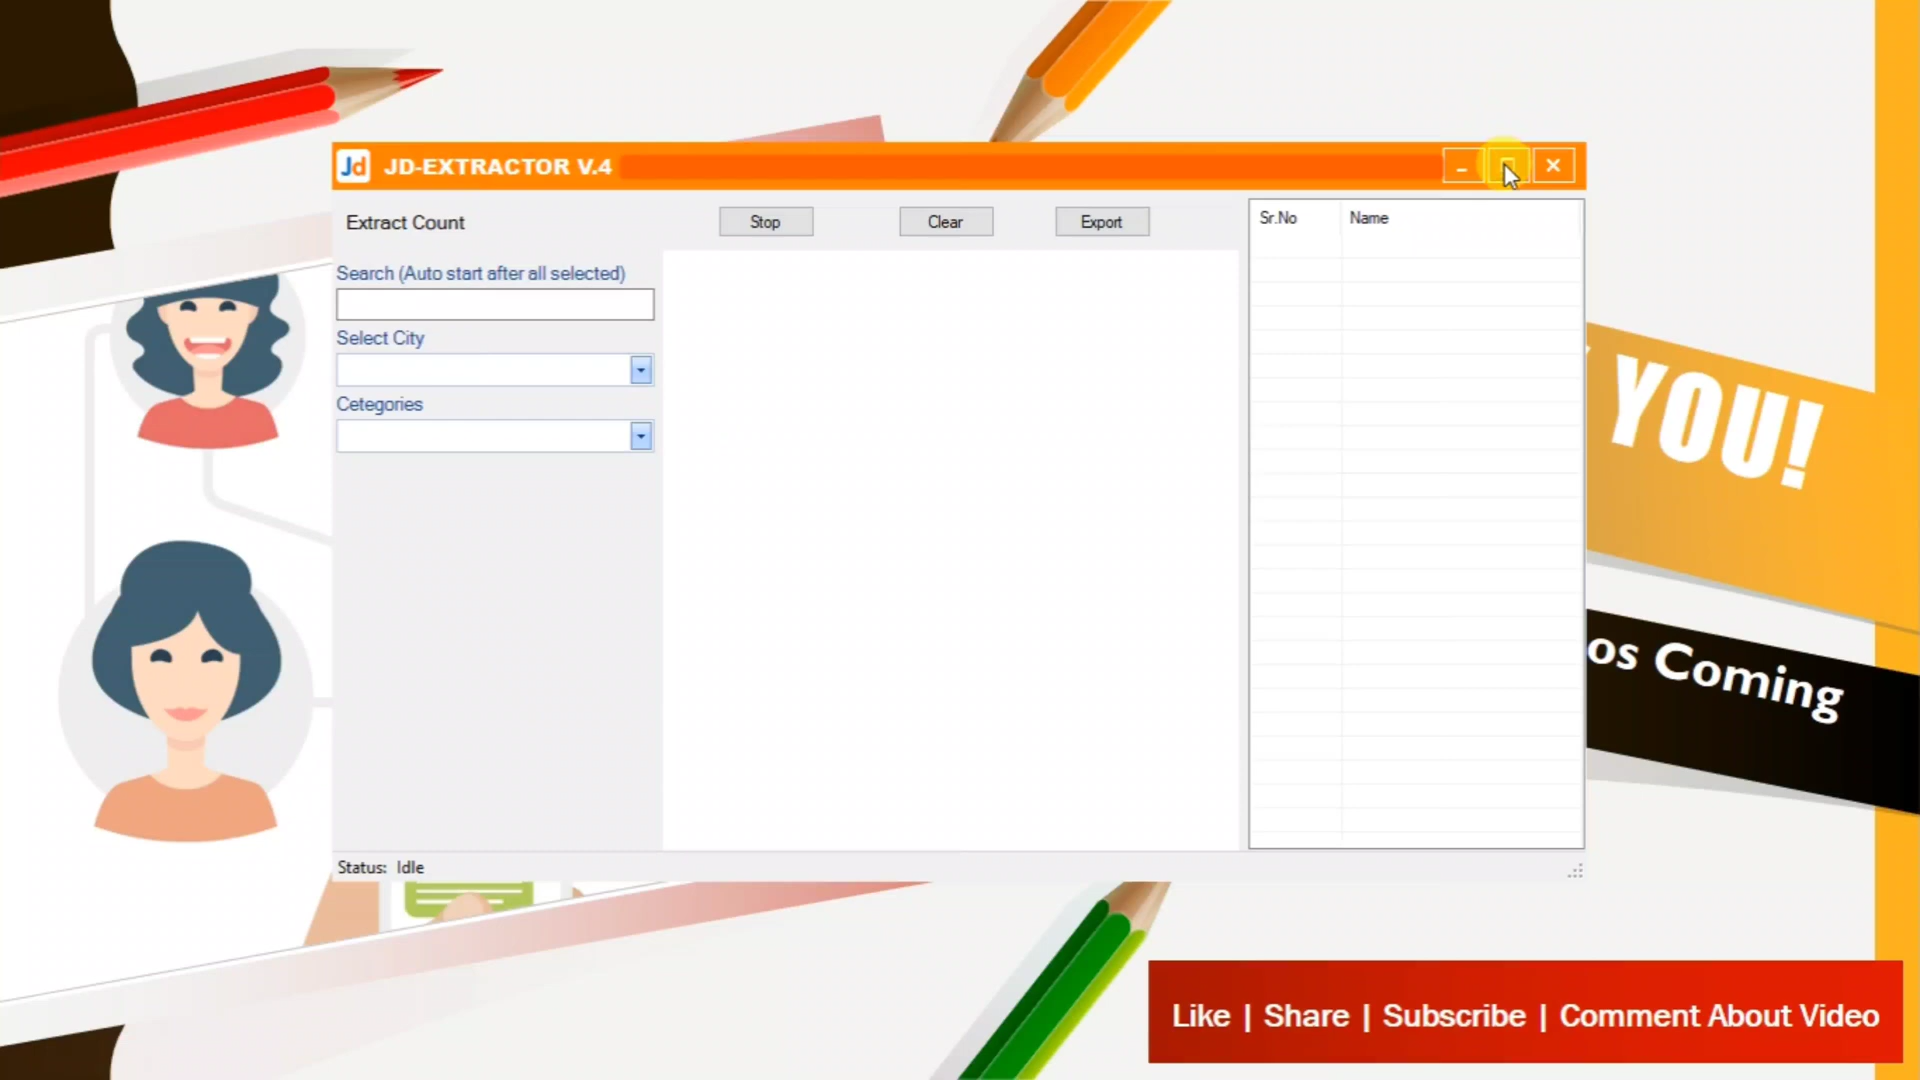 Jd JD-EXTRACTOR V.4
Extract Count
Stop
Clear
Export
Sr.No
Name
Search (Auto start after all selected)
Select City
Cetegories
YOU!
os Coming
Status: Idle
Like | Share | Subscribe | Comment About Video